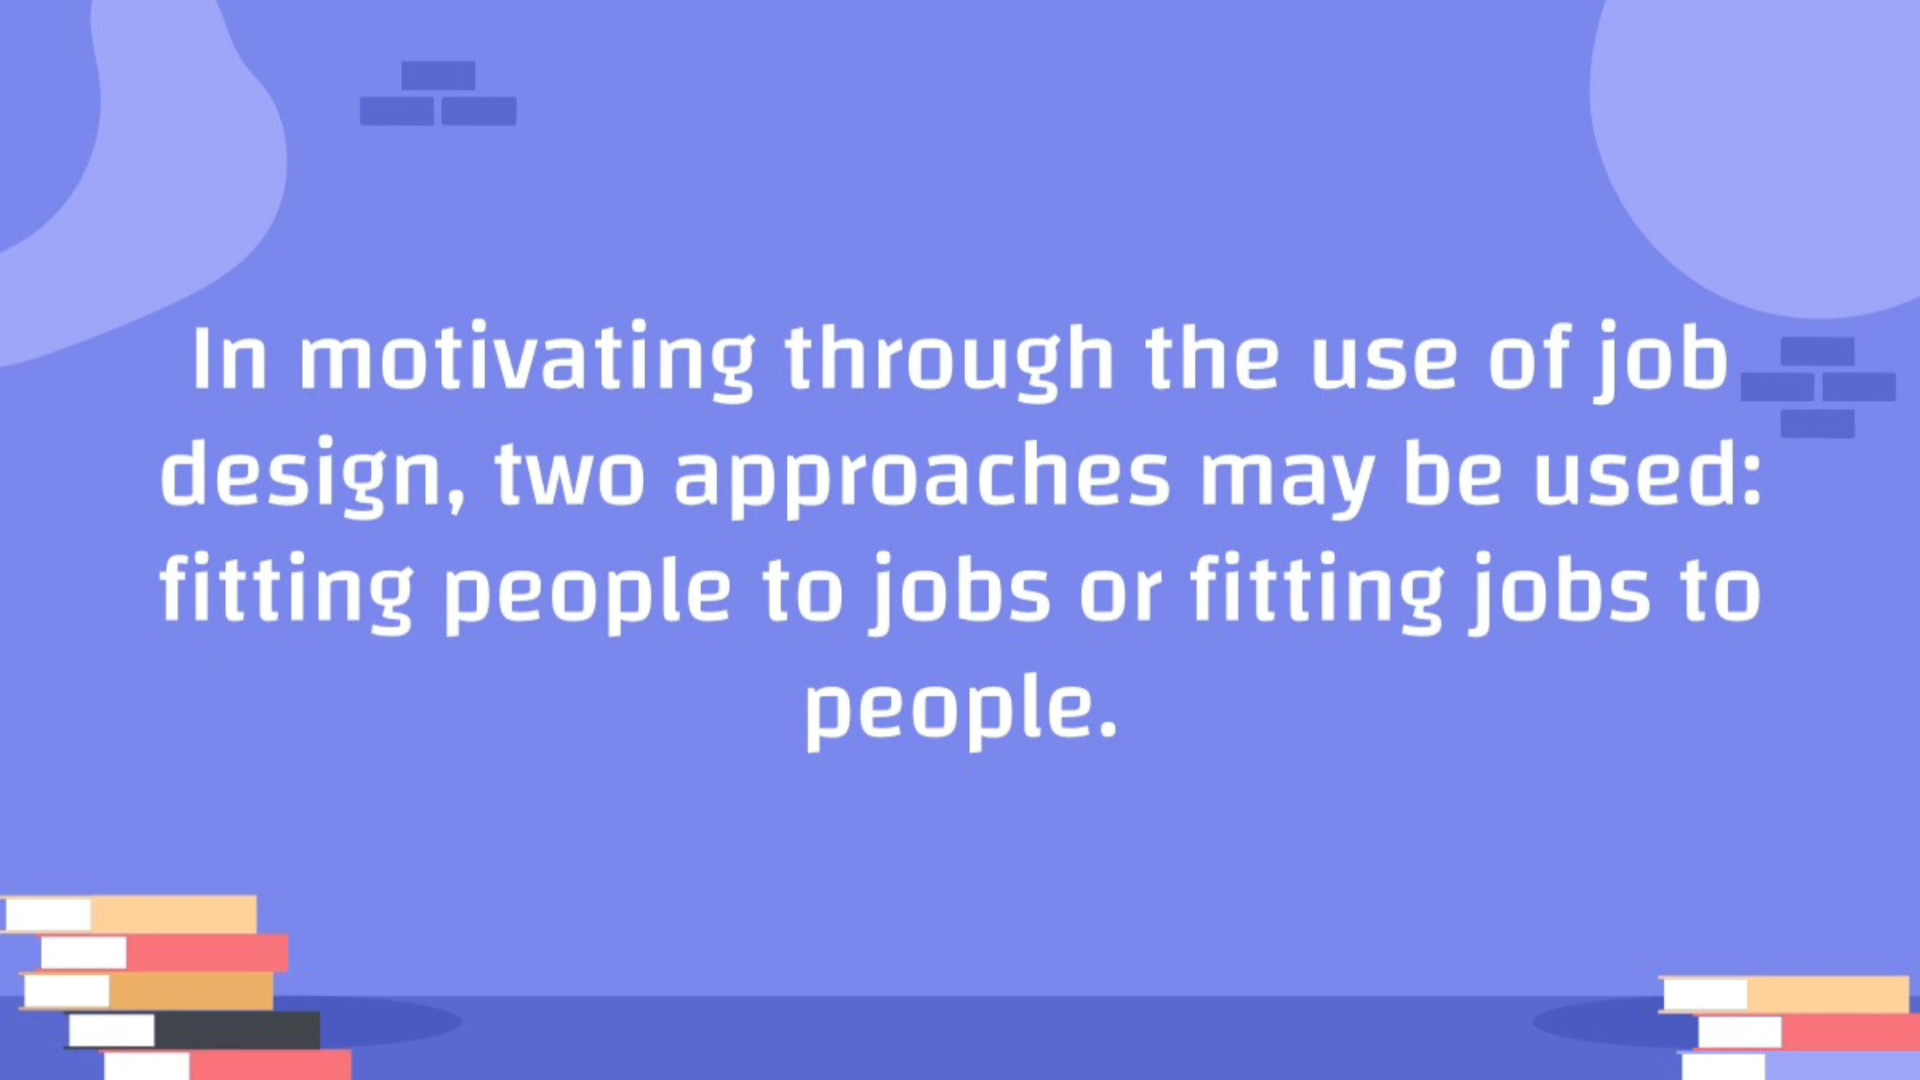 In motivating through the use of job
design, two approaches may be used:
fitting people to jobs or fitting jobs to
people.